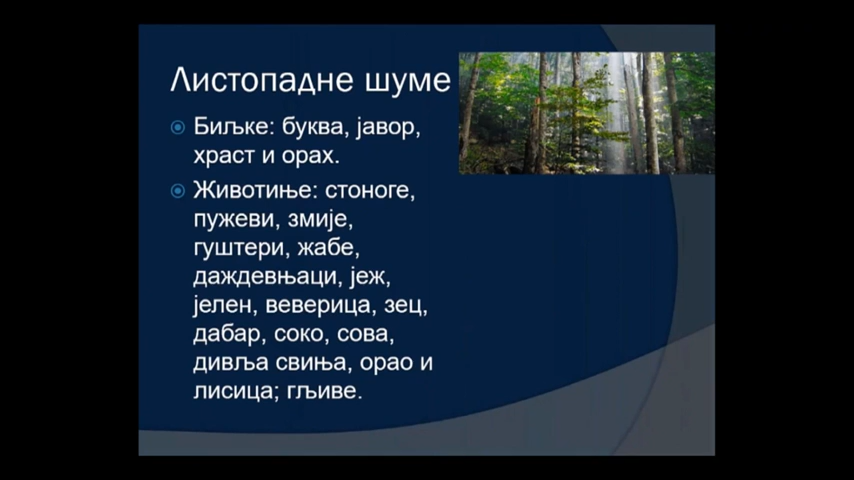 Листопадне шуме
Биљке: буква, јавор,
храст и орах.
Животиње: стоноге,
пужеви, змије,
гуштери, жабе,
даждевњаци, јеж,
јелен, веверица, зец,
дабар, соко, сова,
дивља свиња, орао и
лисица; гљиве.